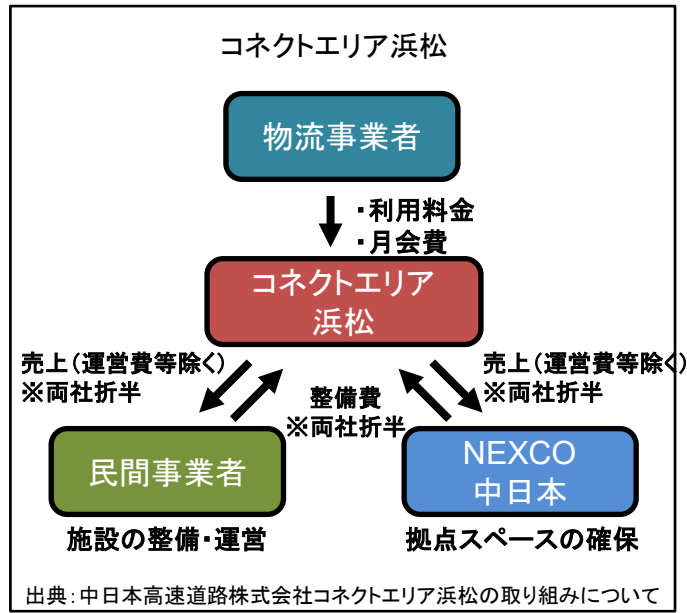 コネクトエリア浜松
物流事業者
・利用料金
・月会費
コネクトエリア
浜松
売上(運営費等除く)
※両社折半
売上(運営費等除く)
※両社折半
整備費
※両社折半
民間事業者
NEXCO
中日本
施設の整備・運営
拠点スペースの確保
出典:中日本高速道路株式会社コネクトエリア浜松の取り組みについて